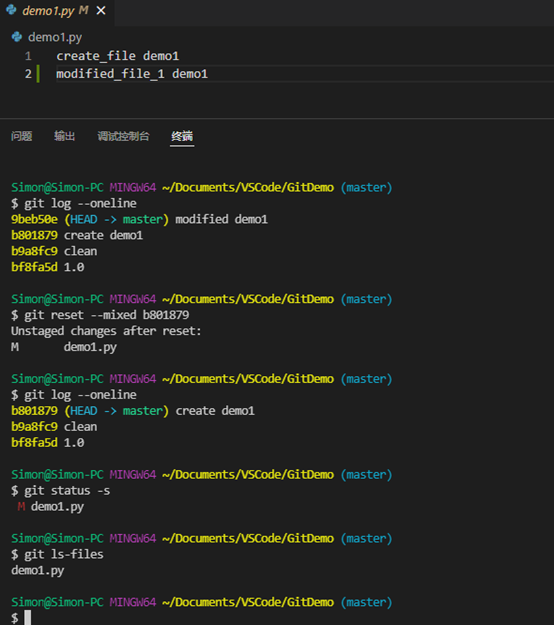 demo1.py M ×
demo1.py
1 create_file demo1
2 modified_file_1 demo1
问题 输出 调试控制台 终端
Simon@Simon-PC MINGW64 ~/Documents/VSCode/GitDemo (master)
$ git log --oneline
9beb50e (HEAD -> master) modified demo1
b801879 create demo1
b9a8fc9 clean
bf8fa5d 1.0
Simon@Simon-PC MINGW64 ~/Documents/VSCode/GitDemo (master)
$ git reset --mixed b801879
Unstaged changes after reset:
M demo1.py
Simon@Simon-PC MINGW64 ~/Documents/VSCode/GitDemo (master)
$ git log --oneline
b801879 (HEAD -> master) create demo1
b9a8fc9 clean
bf8fa5d 1.0
Simon@Simon-PC MINGW64 ~/Documents/VSCode/GitDemo (master)
$ git status -s
M demo1.py
Simon@Simon-PC MINGW64 ~/Documents/VSCode/GitDemo (master)
$ git ls-files
demo1.py
Simon@Simon-PC MINGW64 ~/Documents/VSCode/GitDemo (master)
$